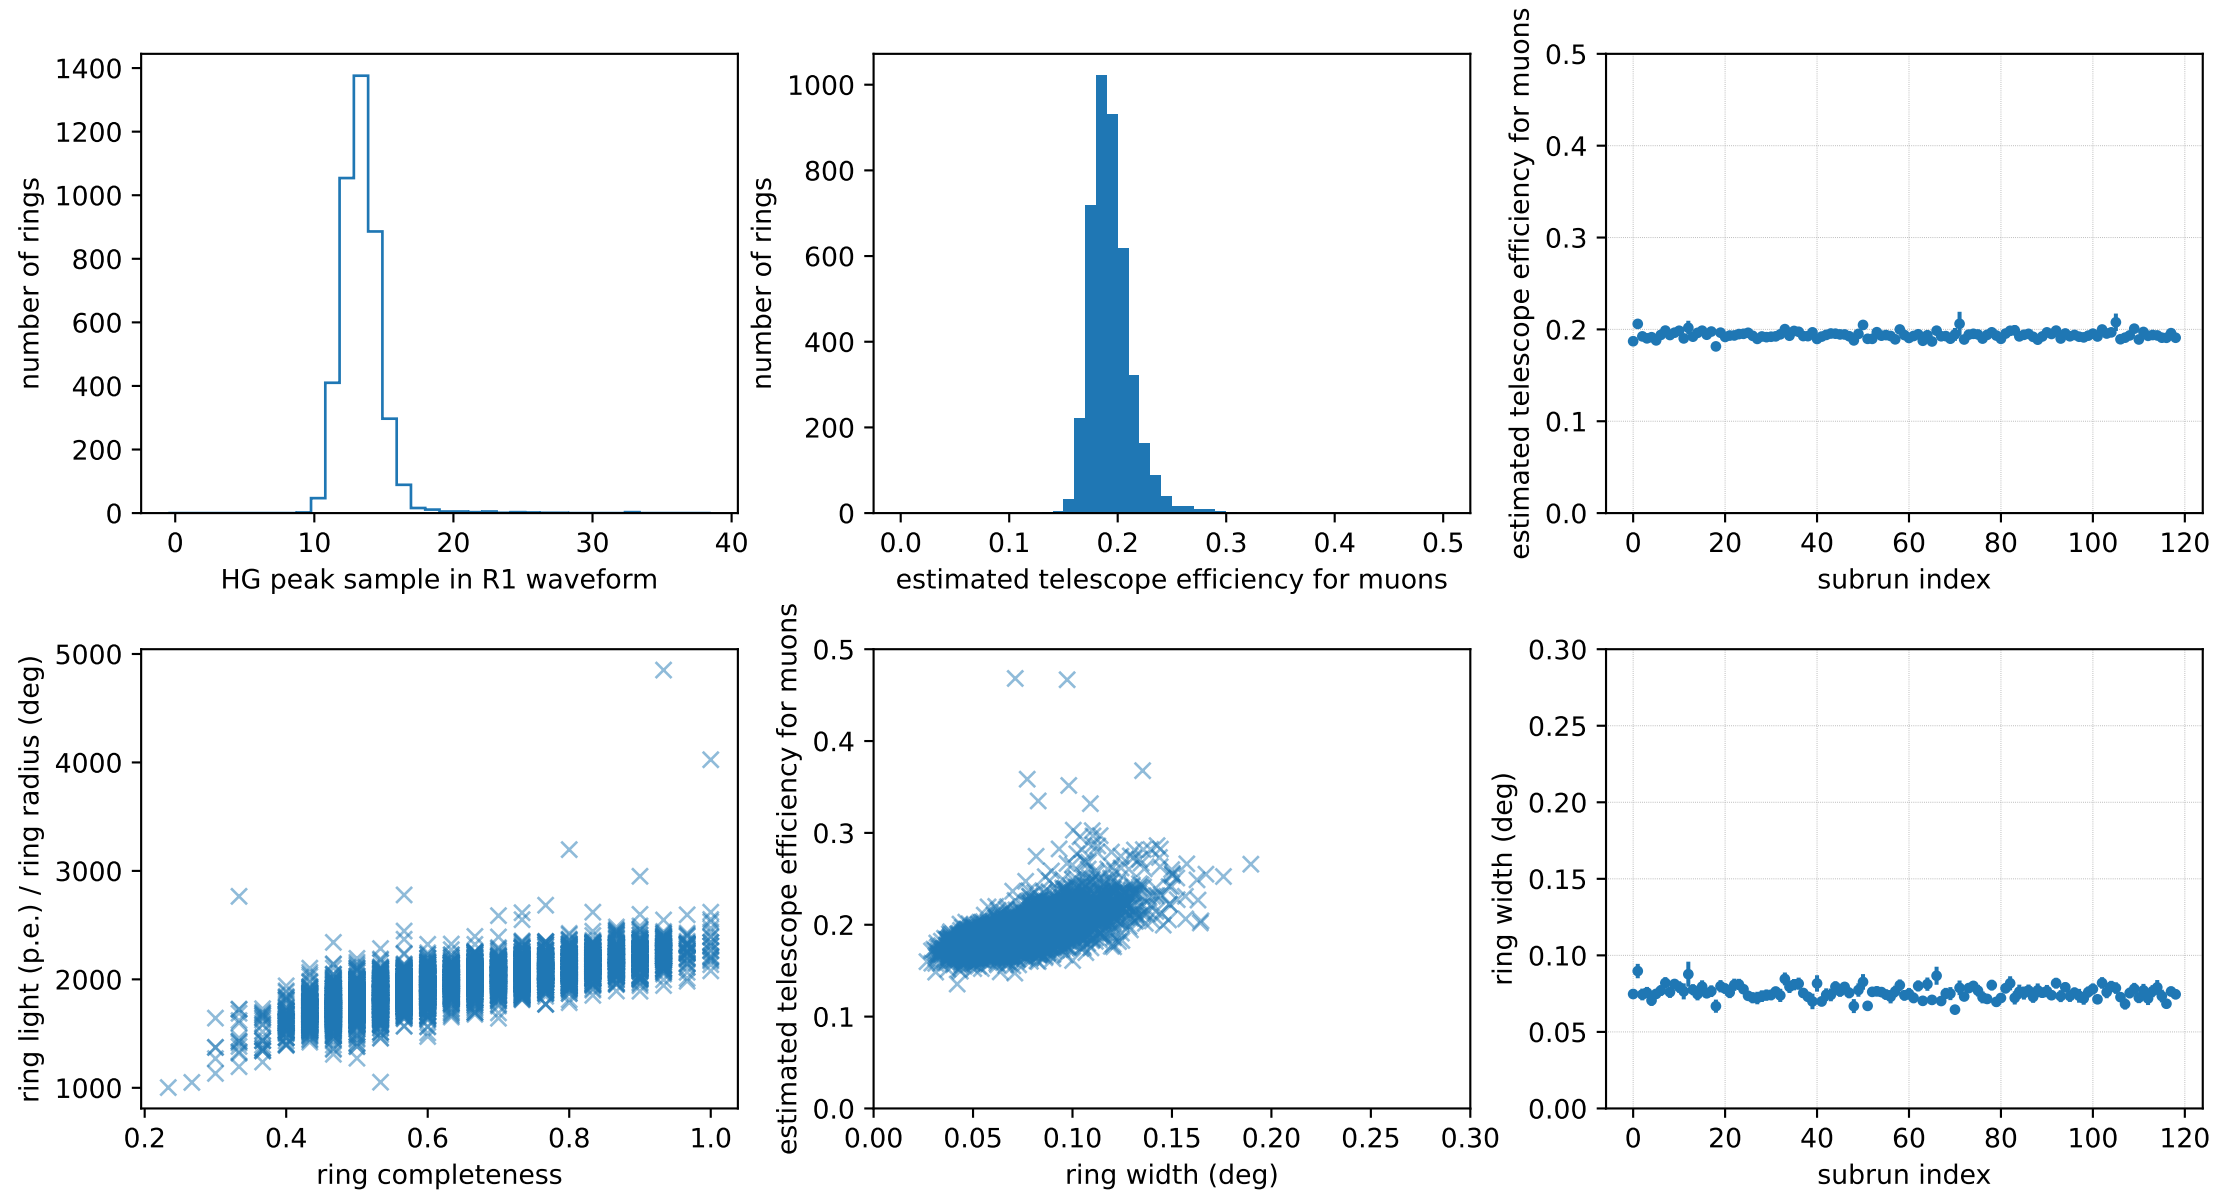 1400
1200
1000
800
600
400
200
0
number of rings
0 10 20 30 40
HG peak sample in R1 waveform
1000
800
600
400
200
0
number of rings
0.0 0.1 0.2 0.3 0.4 0.5
estimated telescope efficiency for muons
0.5
0.4
0.3
0.2
0.1
0.0
estimated telescope efficiency for muons
0 20 40 60 80 100 120
subrun index
5000
4000
3000
2000
1000
ring light (p.e.) / ring radius (deg)
0.2 0.4 0.6 0.8 1.0
ring completeness
0.5
0.4
0.3
0.2
0.1
0.0
estimated telescope efficiency for muons
0.00 0.05 0.10 0.15 0.20 0.25 0.30
ring width (deg)
0.30
0.25
0.20
0.15
0.10
0.05
0.00
ring width (deg)
0 20 40 60 80 100 120
subrun index